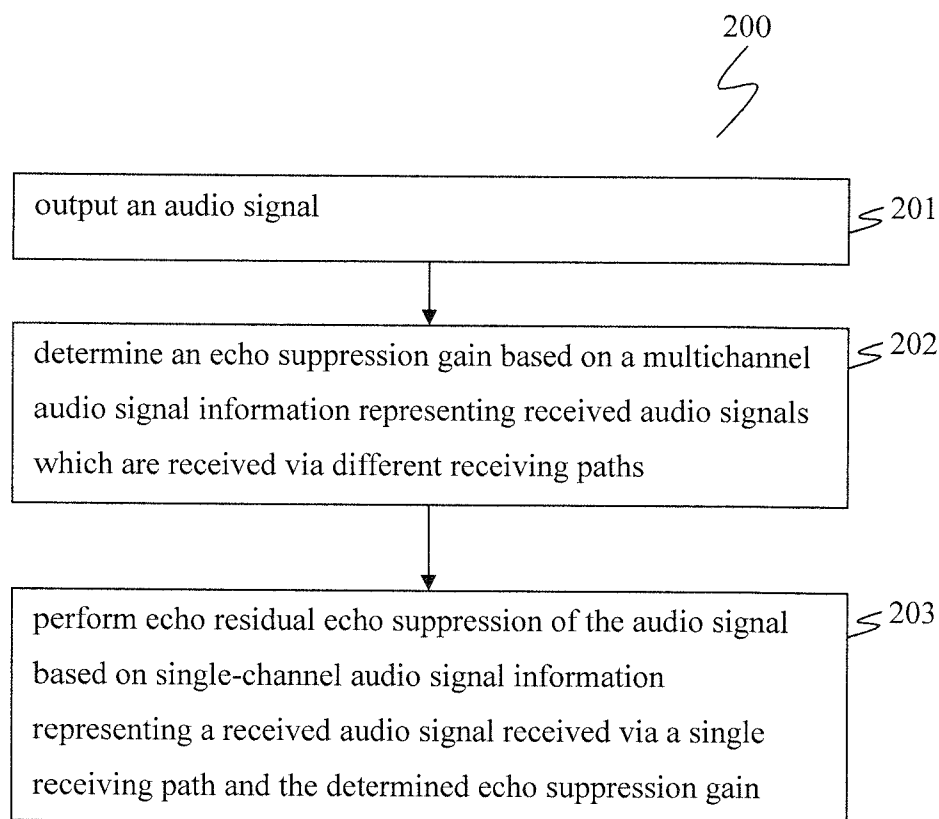 200
output an audio signal
201
determine an echo suppression gain based on a multichannel
audio signal information representing received audio signals
which are received via different receiving paths
202
perform echo residual echo suppression of the audio signal
based on single-channel audio signal information
representing a received audio signal received via a single
receiving path and the determined echo suppression gain
203